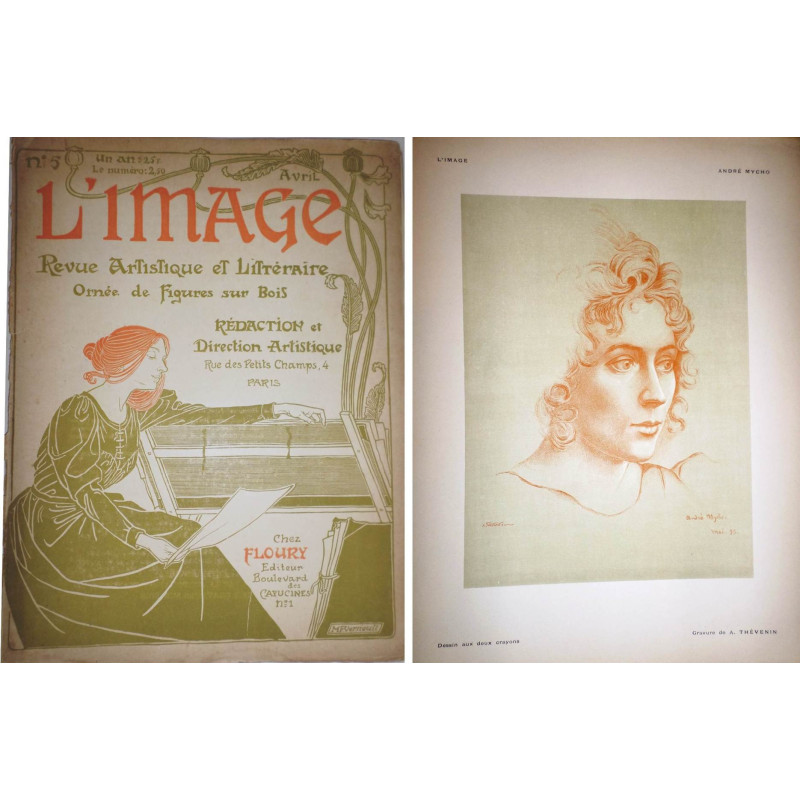 N° 5
Un an: 25 f.
Le numéro: 2,50
Avril
L'IMAGE
Revue Artistique et Littéraire
Ornée de Figures sur Bois
RÉDACTION et
Direction Artistique
Rue des Petits Champs, 4
PARIS
Chez
FLOURY
Editeur
Boulevard
des
CAPUCINES
N° 1
L'IMAGE
ANDRÉ MYCHO
Dessin aux deux crayons
Gravure de A. THÉVENIN